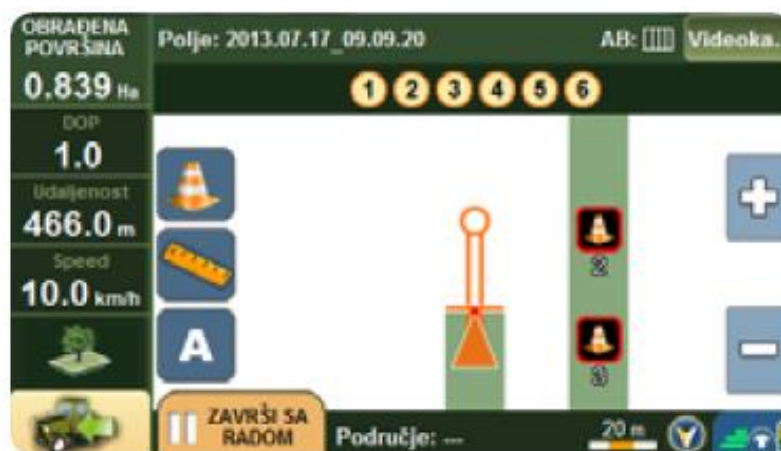 OBRAĐENA
POVRŠINA
0.839 Ha
DOP
1.0
Udaljenost
466.0 m
Speed
10.0 km/h
Polje: 2013.07.17_09.09.20
AB:
Videoka...
1 2 3 4 5 6
A
2
3
ZAVRŠI SA
RADOM
Područje: ---
20 m